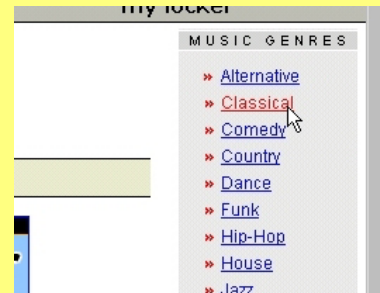 my locker
MUSIC GENRES
» Alternative
» Classical
» Comedy
» Country
» Dance
» Funk
» Hip-Hop
» House
» Jazz